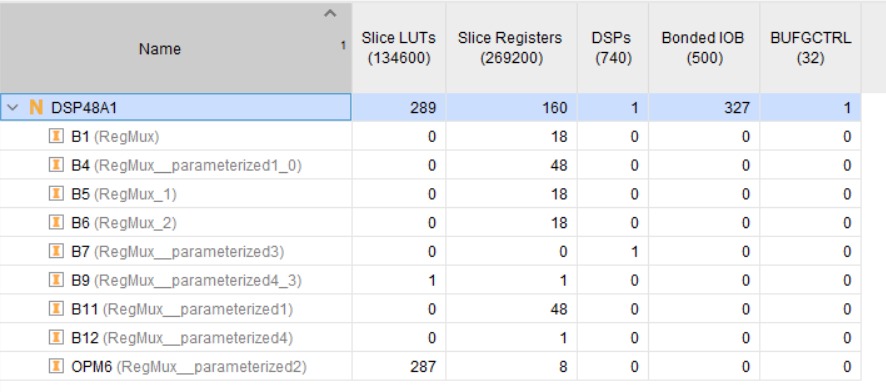 Name 1 Slice LUTs (134600) Slice Registers (269200) DSPs (740) Bonded IOB (500) BUFGCTRL (32)
N DSP48A1 289 160 1 327 1
I B1 (RegMux) 0 18 0 0 0
I B4 (RegMux__parameterized1_0) 0 48 0 0 0
I B5 (RegMux_1) 0 18 0 0 0
I B6 (RegMux_2) 0 18 0 0 0
I B7 (RegMux__parameterized3) 0 0 1 0 0
I B9 (RegMux__parameterized4_3) 1 1 0 0 0
I B11 (RegMux__parameterized1) 0 48 0 0 0
I B12 (RegMux__parameterized4) 0 1 0 0 0
I OPM6 (RegMux__parameterized2) 287 8 0 0 0